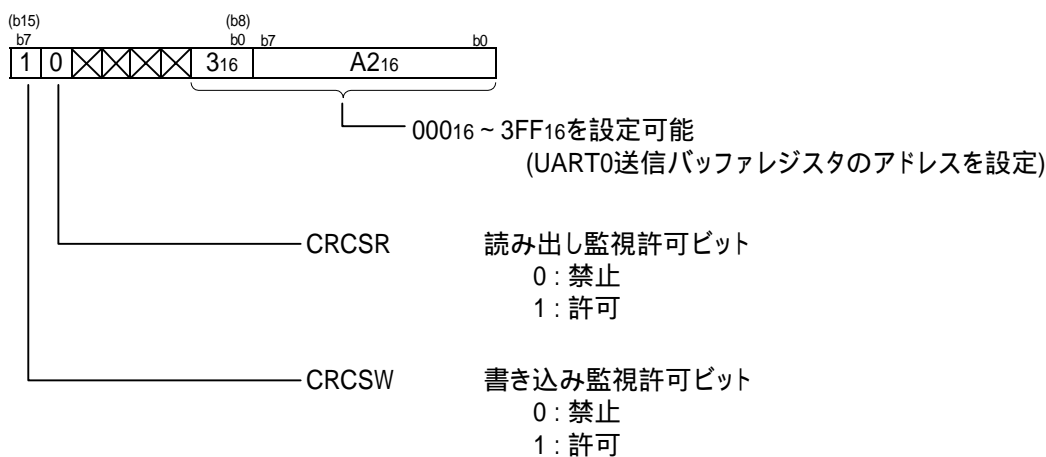 (b15) (b8)
b7 b0 b7 b0
1 0 316 A216
00016 ~ 3FF16を設定可能
(UART0送信バッファレジスタのアドレスを設定)
CRCSR 読み出し監視許可ビット
0 : 禁止
1 : 許可
CRCSW 書き込み監視許可ビット
0 : 禁止
1 : 許可